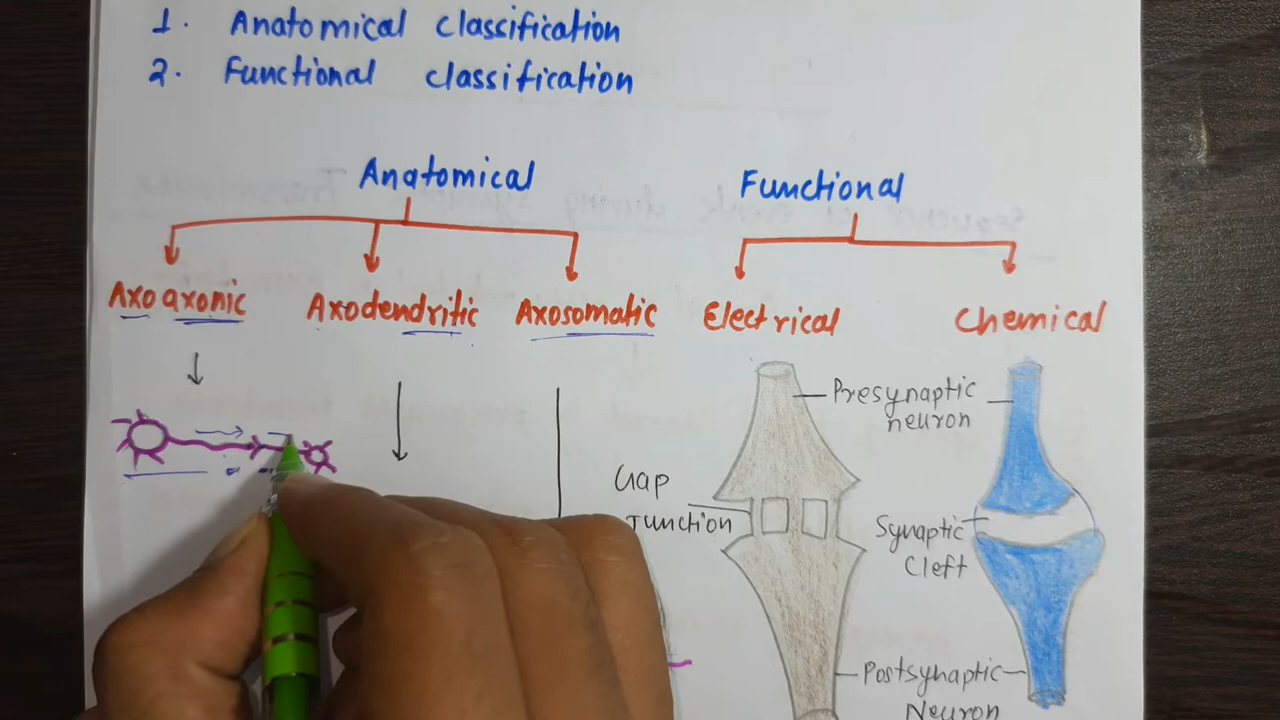 1. Anatomical classification
2. Functional classification
Anatomical
Functional
Axoaxonic
Axodendritic
Axosomatic
Electrical
Chemical
Presynaptic
neuron
Gap
Junction
Synaptic
Cleft
Postsynaptic
Neuron